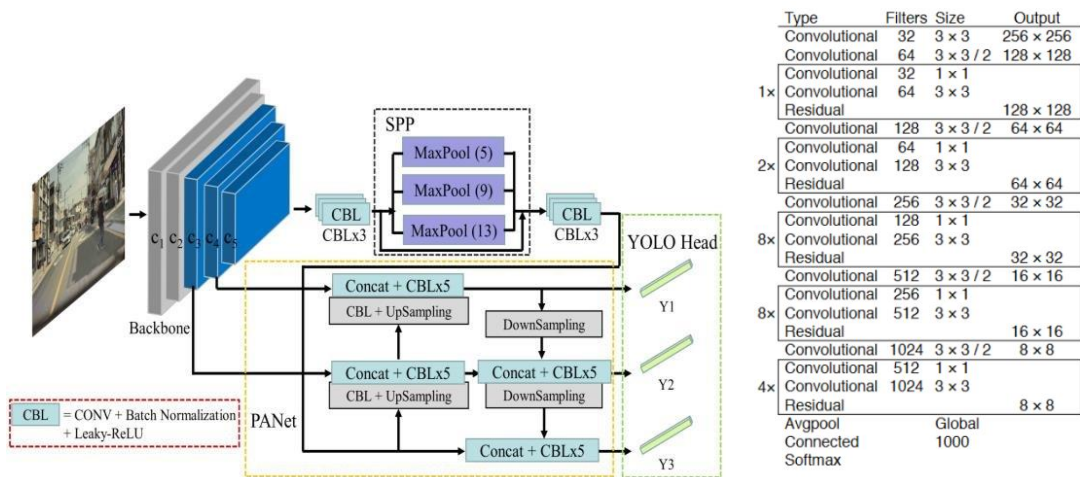 SPP
MaxPool (5)
MaxPool (9)
MaxPool (13)
CBL
CBLx3
CBL
CBLx3
c1
c2
c3
c4
c5
Backbone
YOLO Head
Concat + CBLx5
CBL + UpSampling
DownSampling
Y1
Concat + CBLx5
Concat + CBLx5
CBL + UpSampling
DownSampling
Y2
PANet
Concat + CBLx5
Y3
CBL = CONV + Batch Normalization
+ Leaky-ReLU
Type Filters Size Output
Convolutional 32 3 × 3 256 × 256
Convolutional 64 3 × 3 / 2 128 × 128
Convolutional 32 1 × 1
1× Convolutional 64 3 × 3
Residual 128 × 128
Convolutional 128 3 × 3 / 2 64 × 64
Convolutional 64 1 × 1
2× Convolutional 128 3 × 3
Residual 64 × 64
Convolutional 256 3 × 3 / 2 32 × 32
Convolutional 128 1 × 1
8× Convolutional 256 3 × 3
Residual 32 × 32
Convolutional 512 3 × 3 / 2 16 × 16
Convolutional 256 1 × 1
8× Convolutional 512 3 × 3
Residual 16 × 16
Convolutional 1024 3 × 3 / 2 8 × 8
Convolutional 512 1 × 1
4× Convolutional 1024 3 × 3
Residual 8 × 8
Avgpool Global
Connected 1000
Softmax